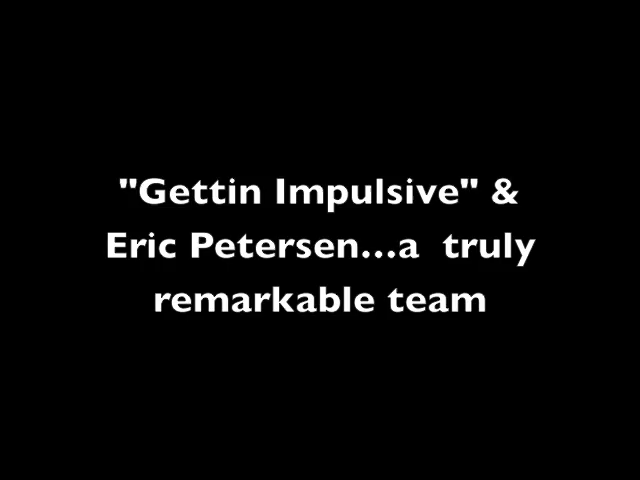 "Gettin Impulsive" &
Eric Petersen...a  truly
remarkable team